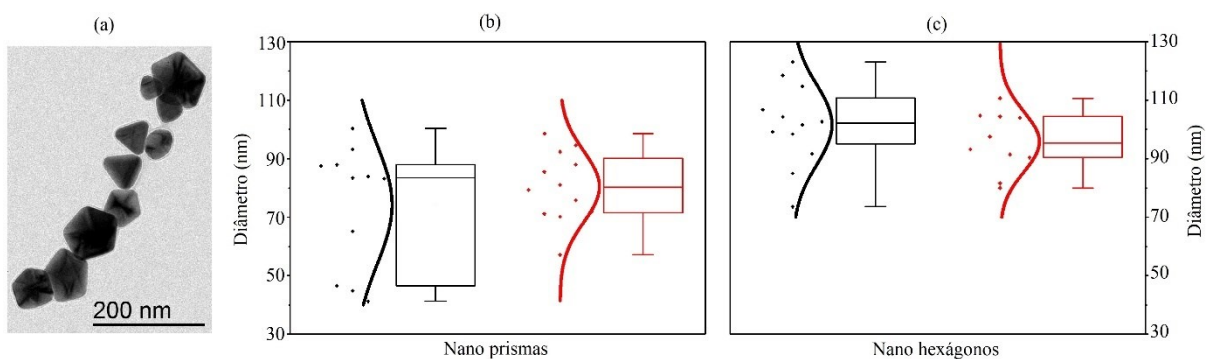 (a)
(b)
(c)
200 nm
Diâmetro (nm)
130
110
90
70
50
30
Nano prismas
Nano hexágonos
130
110
90
70
50
30
Diâmetro (nm)